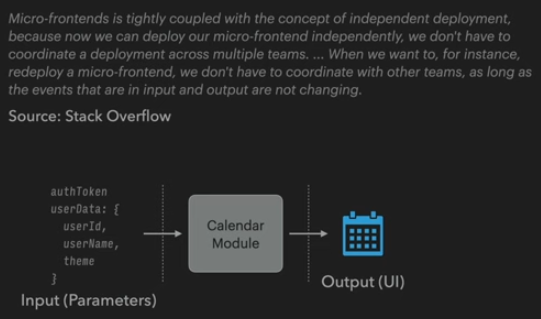 Micro-frontends is tightly coupled with the concept of independent deployment,
because now we can deploy our micro-frontend independently, we don't have to
coordinate a deployment across multiple teams. ... When we want to, for instance,
redeploy a micro-frontend, we don't have to coordinate with other teams, as long as
the events that are in input and output are not changing.
Source: Stack Overflow
authToken
userData: {
userId,
userName,
theme
}
Input (Parameters)
Calendar
Module
Output (UI)